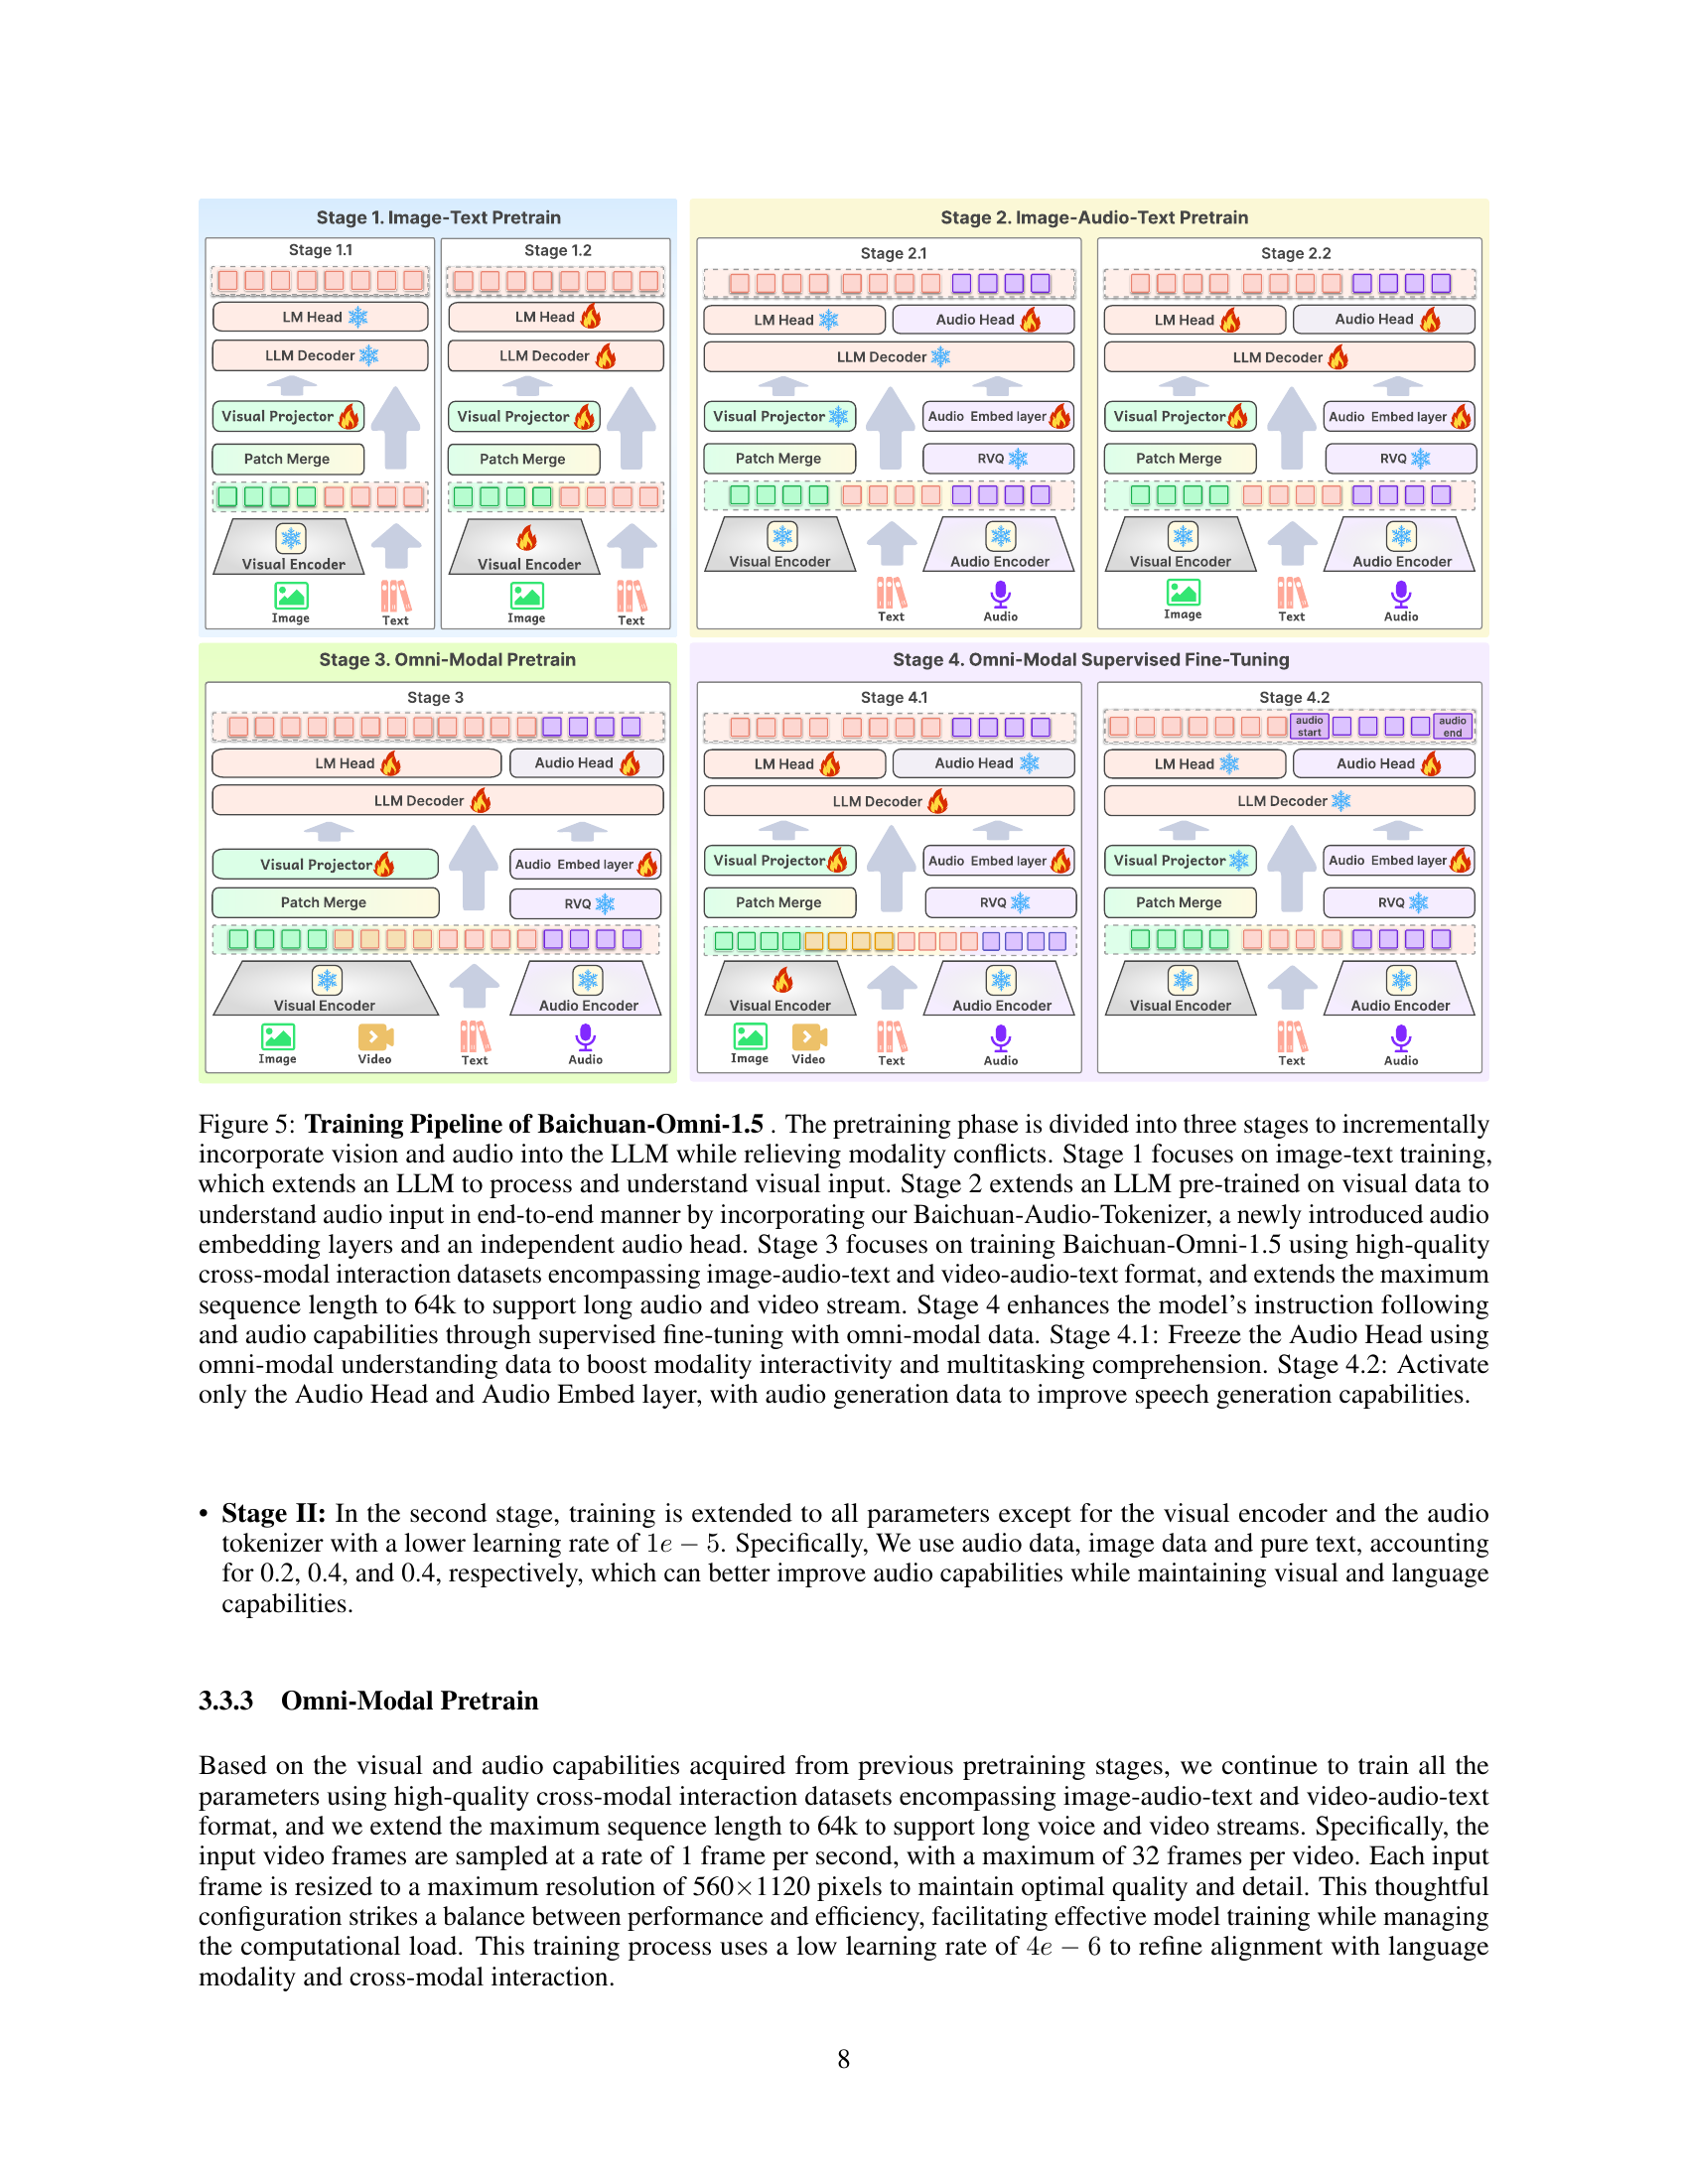 Stage 1. Image-Text Pretrain
Stage 1.1
LM Head
LLM Decoder
Visual Projector
Patch Merge
Visual Encoder
Image
Text
Stage 1.2
LM Head
LLM Decoder
Visual Projector
Patch Merge
Visual Encoder
Image
Text
Stage 2. Image-Audio-Text Pretrain
Stage 2.1
LM Head
Audio Head
LLM Decoder
Visual Projector
Audio Embed layer
Patch Merge
RVQ
Visual Encoder
Audio Encoder
Text
Audio
Stage 2.2
LM Head
Audio Head
LLM Decoder
Visual Projector
Audio Embed layer
Patch Merge
RVQ
Visual Encoder
Audio Encoder
Image
Text
Audio
Stage 3. Omni-Modal Pretrain
Stage 3
LM Head
Audio Head
LLM Decoder
Visual Projector
Audio Embed layer
Patch Merge
RVQ
Visual Encoder
Audio Encoder
Image
Video
Text
Audio
Stage 4. Omni-Modal Supervised Fine-Tuning
Stage 4.1
LM Head
Audio Head
LLM Decoder
Visual Projector
Audio Embed layer
Patch Merge
RVQ
Visual Encoder
Audio Encoder
Image
Video
Text
Audio
Stage 4.2
audio start
audio end
LM Head
Audio Head
LLM Decoder
Visual Projector
Audio Embed layer
Patch Merge
RVQ
Visual Encoder
Audio Encoder
Text
Audio
Figure 5: Training Pipeline of Baichuan-Omni-1.5 . The pretraining phase is divided into three stages to incrementally
incorporate vision and audio into the LLM while relieving modality conflicts. Stage 1 focuses on image-text training,
which extends an LLM to process and understand visual input. Stage 2 extends an LLM pre-trained on visual data to
understand audio input in end-to-end manner by incorporating our Baichuan-Audio-Tokenizer, a newly introduced audio
embedding layers and an independent audio head. Stage 3 focuses on training Baichuan-Omni-1.5 using high-quality
cross-modal interaction datasets encompassing image-audio-text and video-audio-text format, and extends the maximum
sequence length to 64k to support long audio and video stream. Stage 4 enhances the model's instruction following
and audio capabilities through supervised fine-tuning with omni-modal data. Stage 4.1: Freeze the Audio Head using
omni-modal understanding data to boost modality interactivity and multitasking comprehension. Stage 4.2: Activate
only the Audio Head and Audio Embed layer, with audio generation data to improve speech generation capabilities.
• Stage II: In the second stage, training is extended to all parameters except for the visual encoder and the audio
tokenizer with a lower learning rate of 1e − 5. Specifically, We use audio data, image data and pure text, accounting
for 0.2, 0.4, and 0.4, respectively, which can better improve audio capabilities while maintaining visual and language
capabilities.
3.3.3 Omni-Modal Pretrain
Based on the visual and audio capabilities acquired from previous pretraining stages, we continue to train all the
parameters using high-quality cross-modal interaction datasets encompassing image-audio-text and video-audio-text
format, and we extend the maximum sequence length to 64k to support long voice and video streams. Specifically, the
input video frames are sampled at a rate of 1 frame per second, with a maximum of 32 frames per video. Each input
frame is resized to a maximum resolution of 560×1120 pixels to maintain optimal quality and detail. This thoughtful
configuration strikes a balance between performance and efficiency, facilitating effective model training while managing
the computational load. This training process uses a low learning rate of 4e − 6 to refine alignment with language
modality and cross-modal interaction.
8